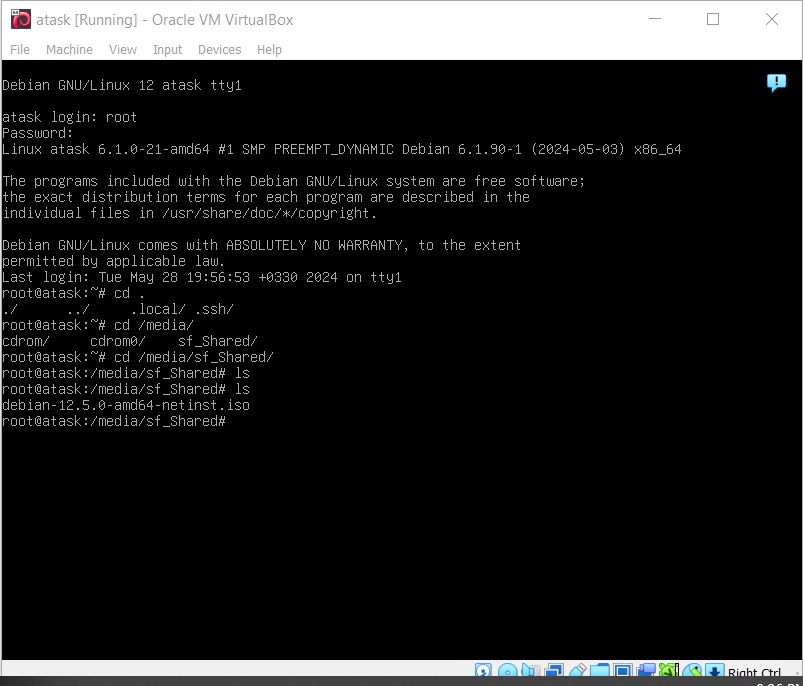 atask [Running] - Oracle VM VirtualBox
File Machine View Input Devices Help
Debian GNU/Linux 12 atask tty1
atask login: root
Password:
Linux atask 6.1.0-21-amd64 #1 SMP PREEMPT_DYNAMIC Debian 6.1.90-1 (2024-05-03) x86_64
The programs included with the Debian GNU/Linux system are free software;
the exact distribution terms for each program are described in the
individual files in /usr/share/doc/*/copyright.
Debian GNU/Linux comes with ABSOLUTELY NO WARRANTY, to the extent
permitted by applicable law.
Last login: Tue May 28 19:56:53 +0330 2024 on tty1
root@atask:~# cd .
./ ../ .local/ .ssh/
root@atask:~# cd /media/
cdrom/ cdrom0/ sf_Shared/
root@atask:~# cd /media/sf_Shared/
root@atask:/media/sf_Shared# ls
root@atask:/media/sf_Shared# ls
debian-12.5.0-amd64-netinst.iso
root@atask:/media/sf_Shared#
Right Ctrl